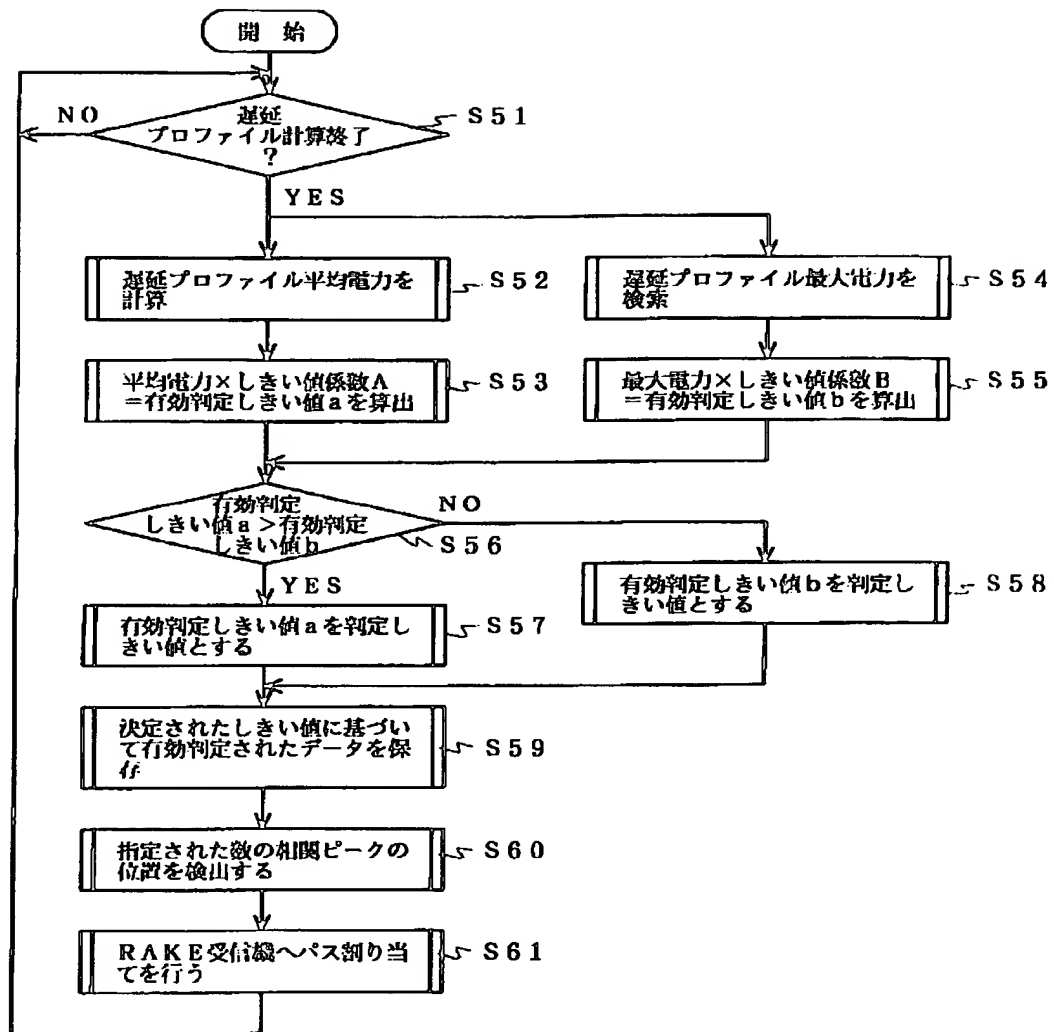 開 始
遅延
プロファイル計算終了
?
S51
NO
YES
遅延プロファイル平均電力を
計算
S52
遅延プロファイル最大電力を
検索
S54
平均電力×しきい値係数A
=有効判定しきい値aを算出
S53
最大電力×しきい値係数B
=有効判定しきい値bを算出
S55
有効判定
しきい値a>有効判定
しきい値b
S56
NO
YES
有効判定しきい値aを判定し
きい値とする
S57
有効判定しきい値bを判定し
きい値とする
S58
決定されたしきい値に基づい
て有効判定されたデータを保
存
S59
指定された数の相関ピークの
位置を検出する
S60
RAKE受信機へパス割り当
てを行う
S61